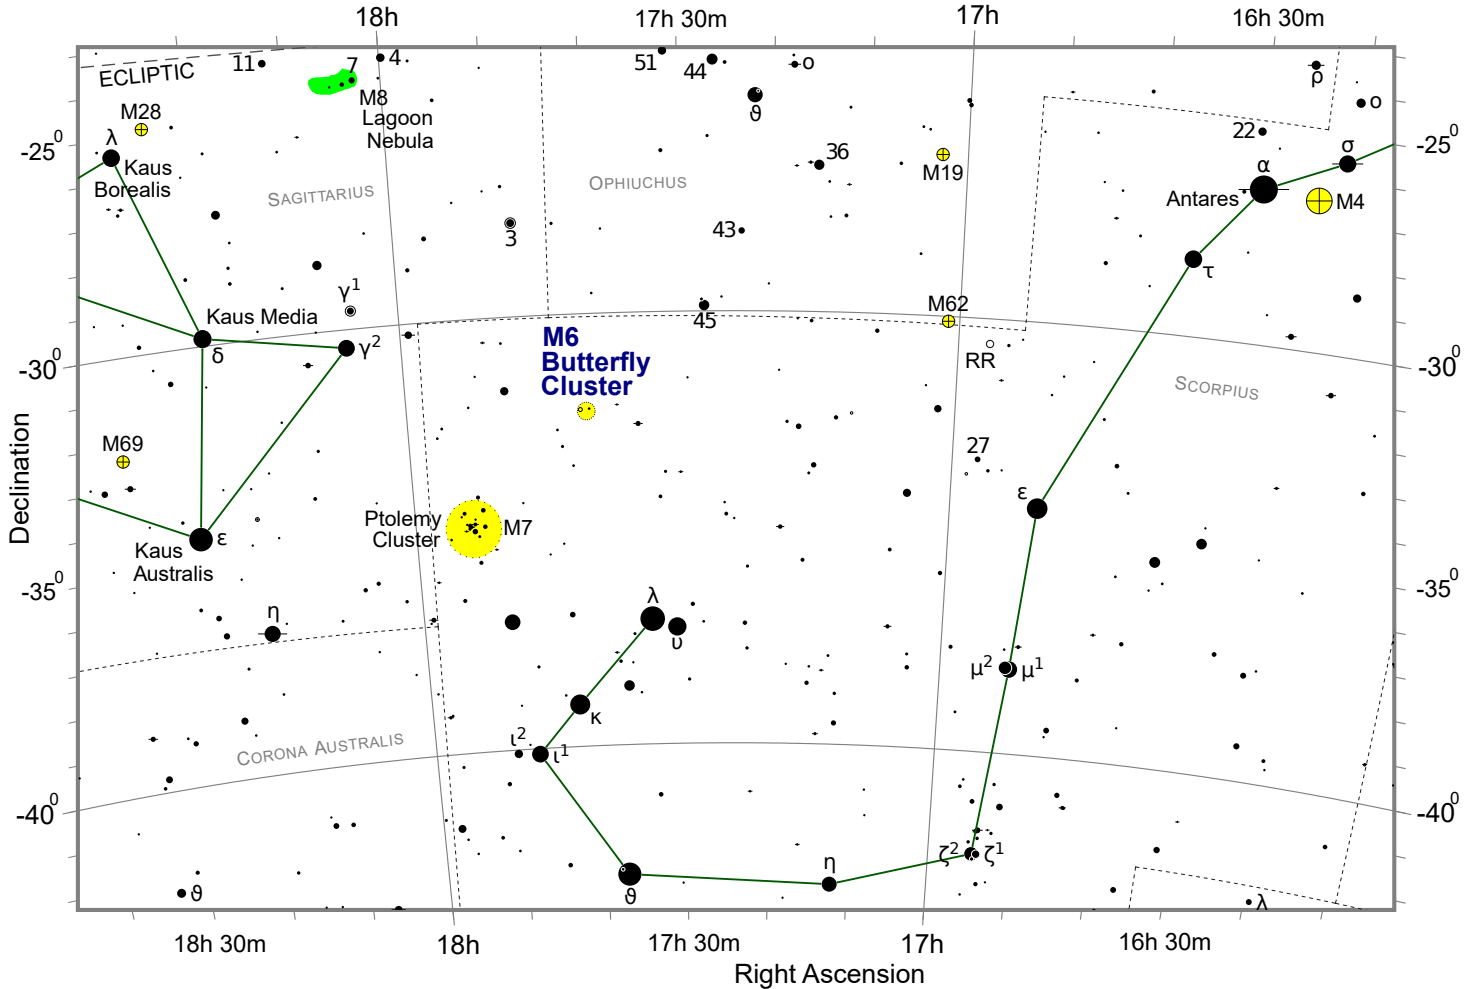 18h
17h 30m
17h
16h 30m
ECLIPTIC
11
7
4
51
44
ο
ρ
ο
M8
Lagoon
Nebula
M28
λ
Kaus
Borealis
ϑ
22
σ
-25⁰
-25⁰
36
M19
α
Antares
M4
SAGITTARIUS
OPHIUCHUS
3
43
τ
γ¹
Kaus Media
δ
γ²
45
M62
RR
M6
Butterfly
Cluster
-30⁰
-30⁰
SCORPIUS
M69
27
ε
Ptolemy
Cluster
M7
ε
Kaus
Australis
Declination
-35⁰
-35⁰
η
λ
υ
μ²
μ¹
κ
ι²
ι¹
CORONA AUSTRALIS
-40⁰
-40⁰
ζ²
ζ¹
η
ϑ
ϑ
λ
18h 30m
18h
17h 30m
17h
16h 30m
Right Ascension